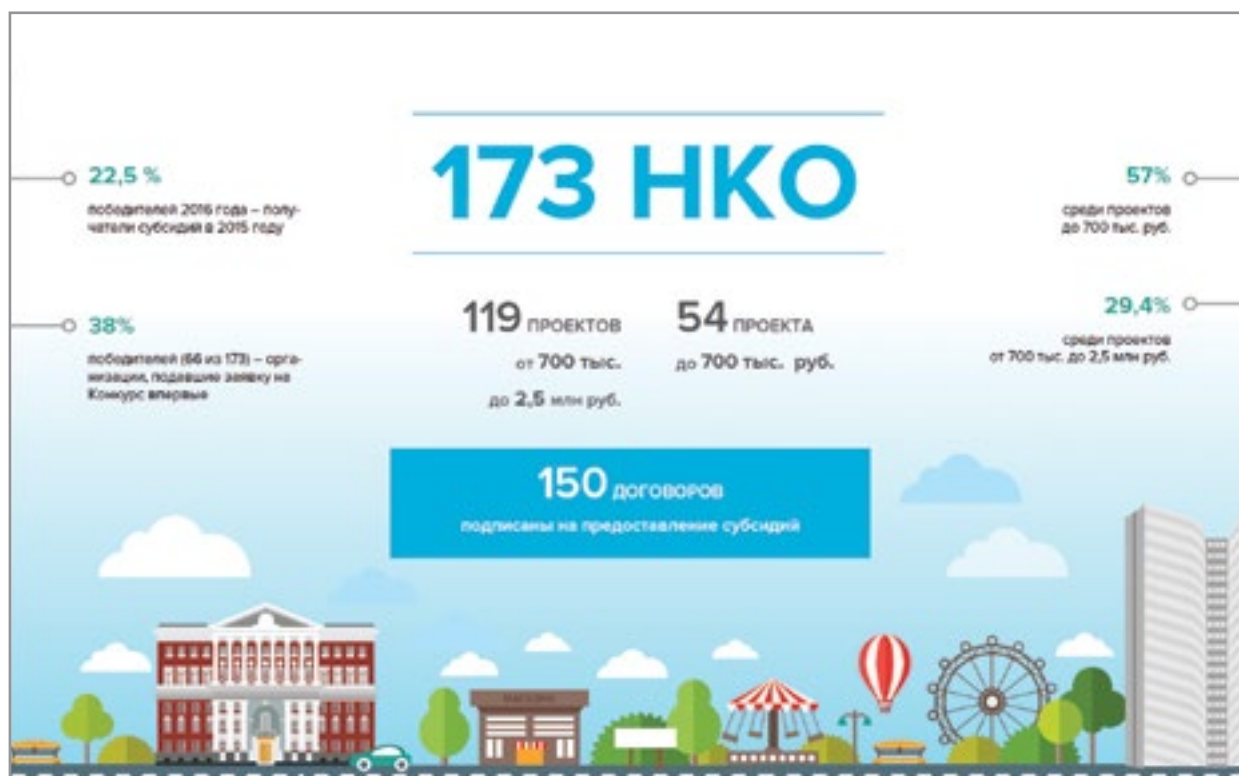 173 НКО
22,5 %
победителей 2016 года – полу-
чатели субсидий в 2015 году
38%
победителей (66 из 173) – орга-
низации, подавшие заявку на
Конкурс впервые
119 ПРОЕКТОВ
от 700 тыс.
до 2,5 млн руб.
54 ПРОЕКТА
до 700 тыс. руб.
57%
среди проектов
до 700 тыс. руб.
29,4%
среди проектов
от 700 тыс. до 2,5 млн руб.
150 ДОГОВОРОВ
подписаны на предоставление субсидий